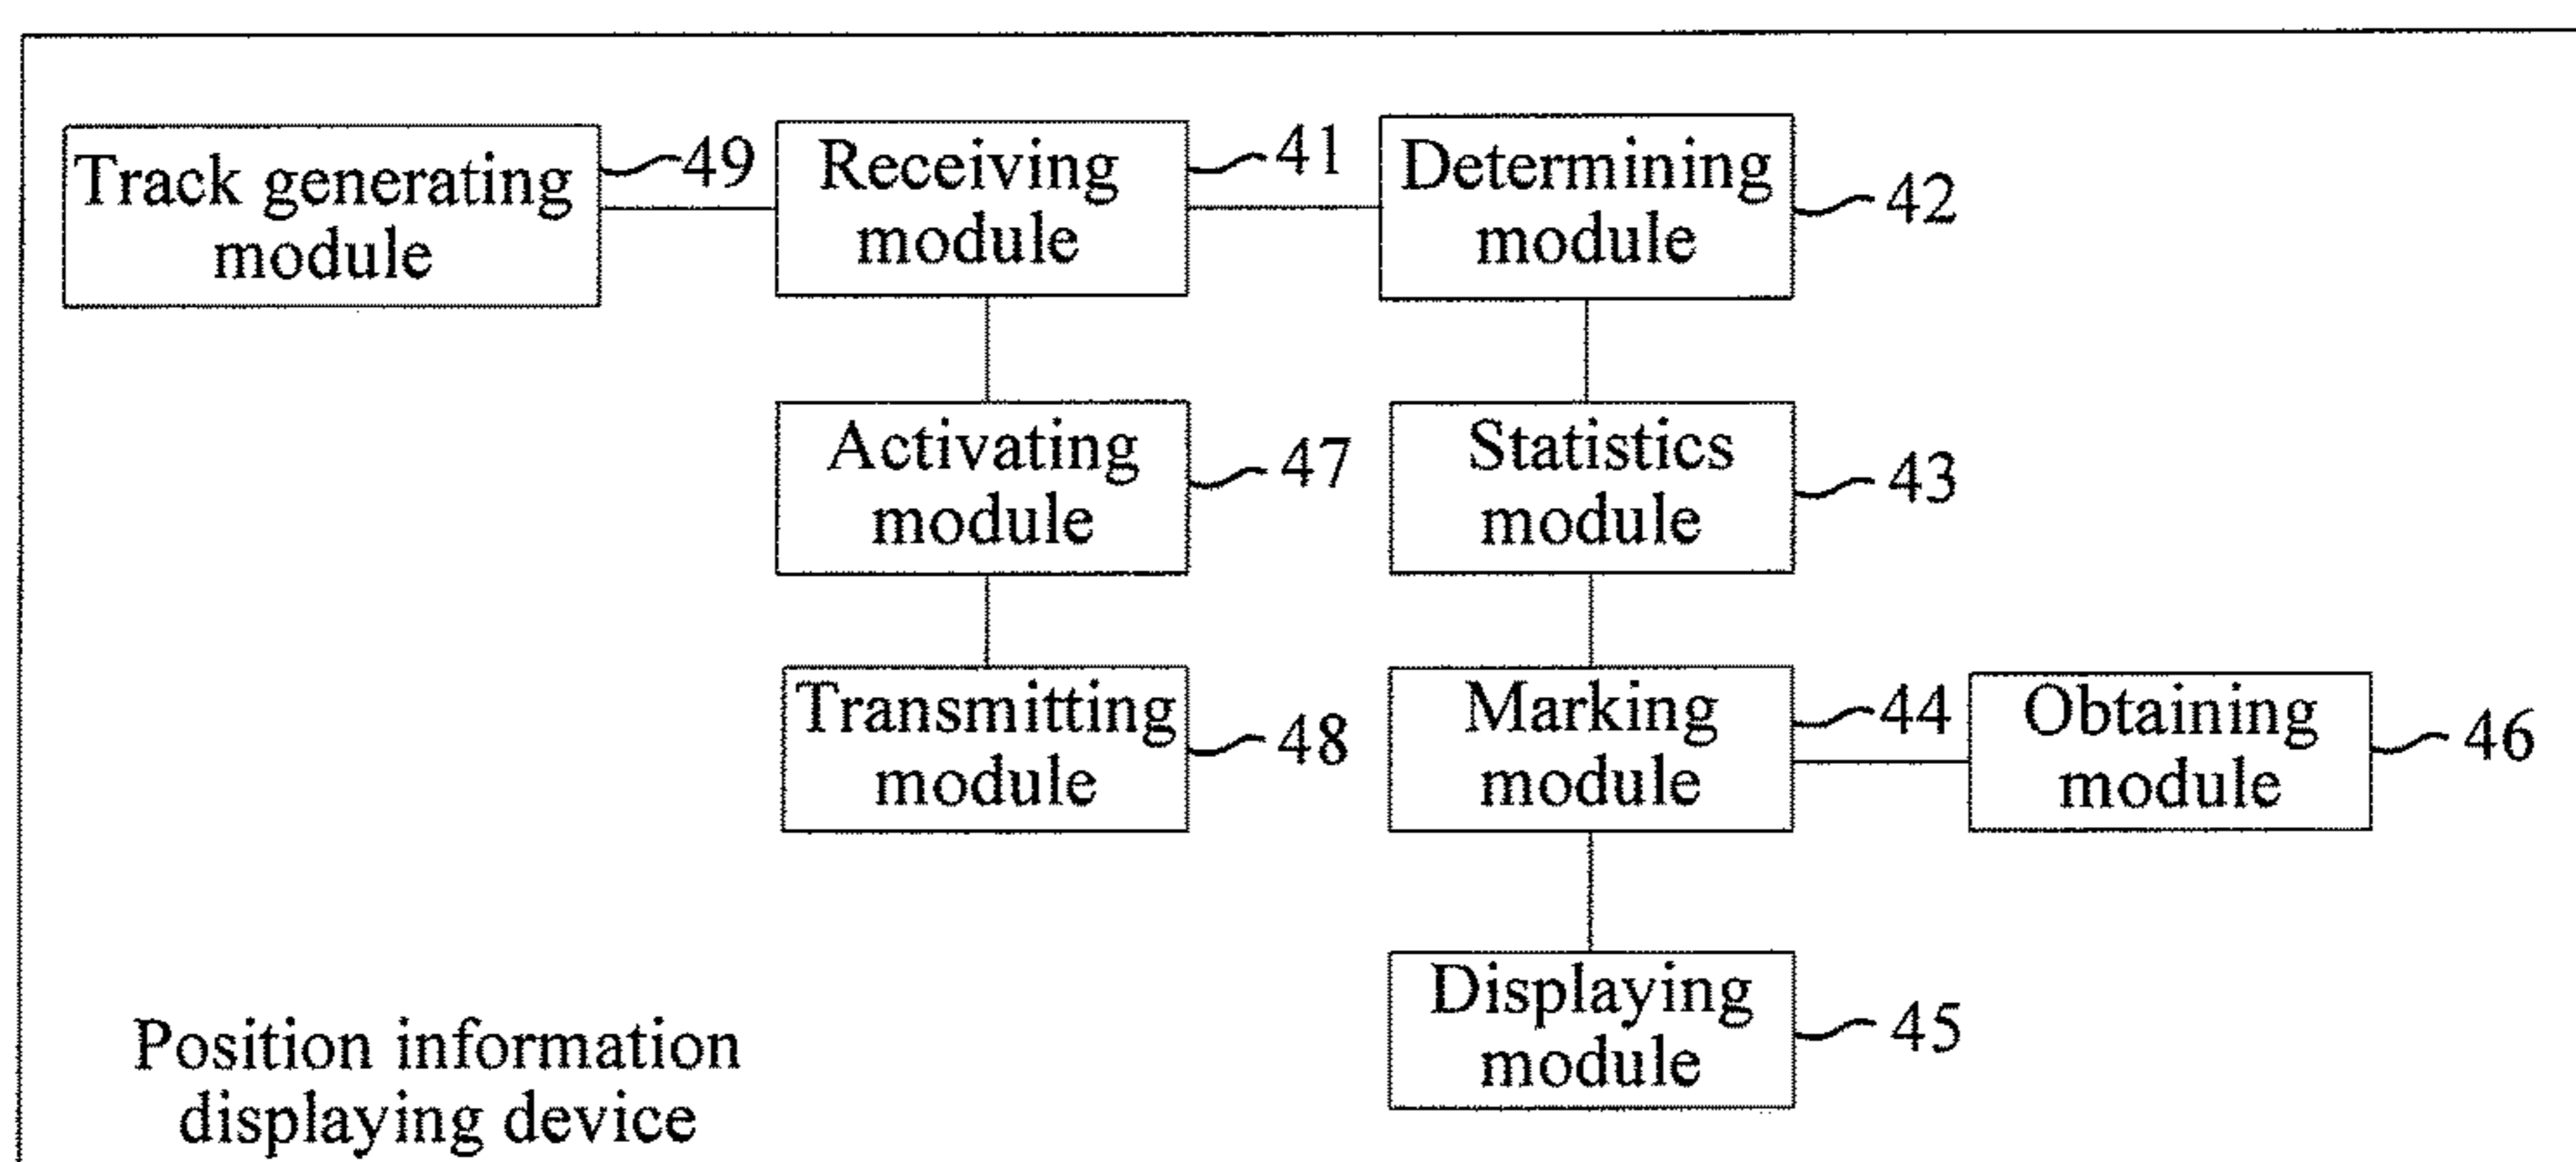 Track generating
module
49
Receiving
module
41
Determining
module
42
Activating
module
47
Statistics
module
43
Transmitting
module
48
Marking
module
44
Obtaining
module
46
Displaying
module
45
Position information
displaying device